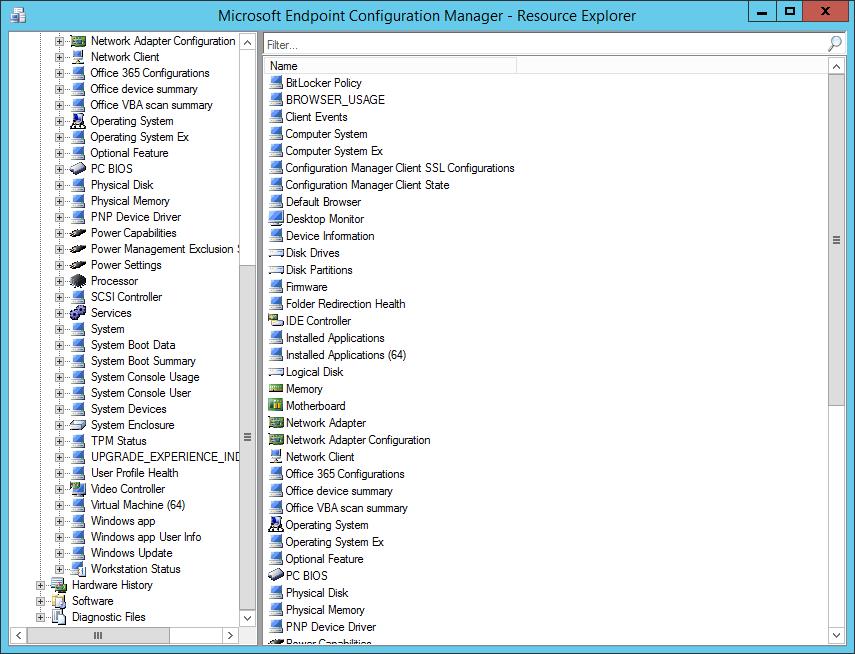 Microsoft Endpoint Configuration Manager - Resource Explorer
Network Adapter Configuration
Network Client
Office 365 Configurations
Office device summary
Office VBA scan summary
Operating System
Operating System Ex
Optional Feature
PC BIOS
Physical Disk
Physical Memory
PNP Device Driver
Power Capabilities
Power Management Exclusion S
Power Settings
Processor
SCSI Controller
Services
System
System Boot Data
System Boot Summary
System Console Usage
System Console User
System Devices
System Enclosure
TPM Status
UPGRADE_EXPERIENCE_IND
User Profile Health
Video Controller
Virtual Machine (64)
Windows app
Windows app User Info
Windows Update
Workstation Status
Hardware History
Software
Diagnostic Files
Filter...
Name
BitLocker Policy
BROWSER_USAGE
Client Events
Computer System
Computer System Ex
Configuration Manager Client SSL Configurations
Configuration Manager Client State
Default Browser
Desktop Monitor
Device Information
Disk Drives
Disk Partitions
Firmware
Folder Redirection Health
IDE Controller
Installed Applications
Installed Applications (64)
Logical Disk
Memory
Motherboard
Network Adapter
Network Adapter Configuration
Network Client
Office 365 Configurations
Office device summary
Office VBA scan summary
Operating System
Operating System Ex
Optional Feature
PC BIOS
Physical Disk
Physical Memory
PNP Device Driver
Power Capabilities